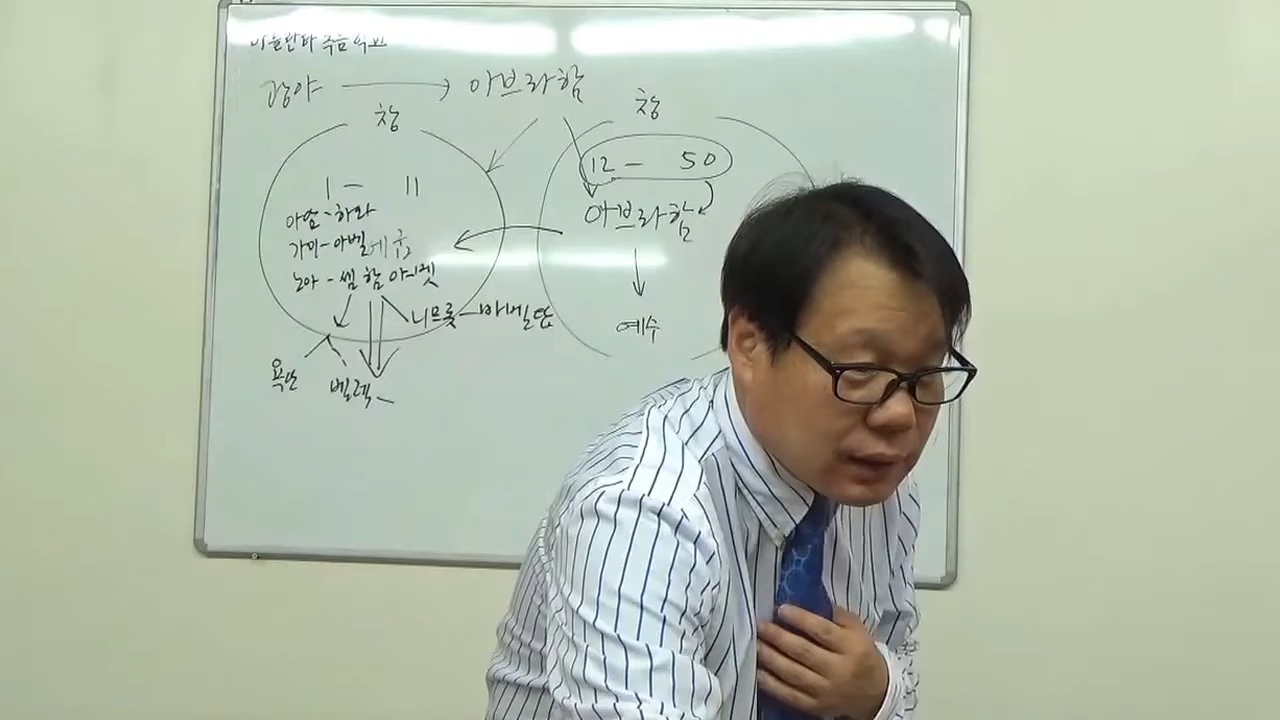 광야 → 아브라함
창
1 - 11
아담 - 하와
가인 - 아벨
노아 - 셈 함 야벳
니므롯 - 바벨탑
욕단
벨렉
창
12 - 50
아브라함
예수